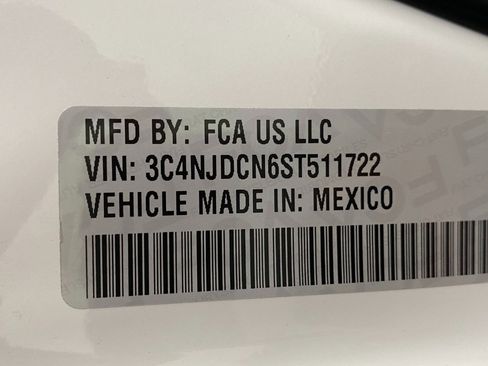 MFD BY: FCA US LLC
VIN: 3C4NJDCN6ST511722
VEHICLE MADE IN: MEXICO